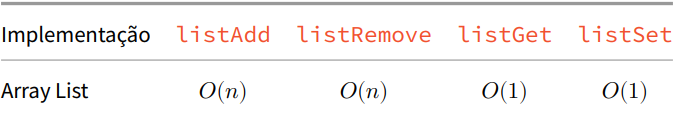 Implementação listAdd listRemove listGet listSet
Array List O(n) O(n) O(1) O(1)